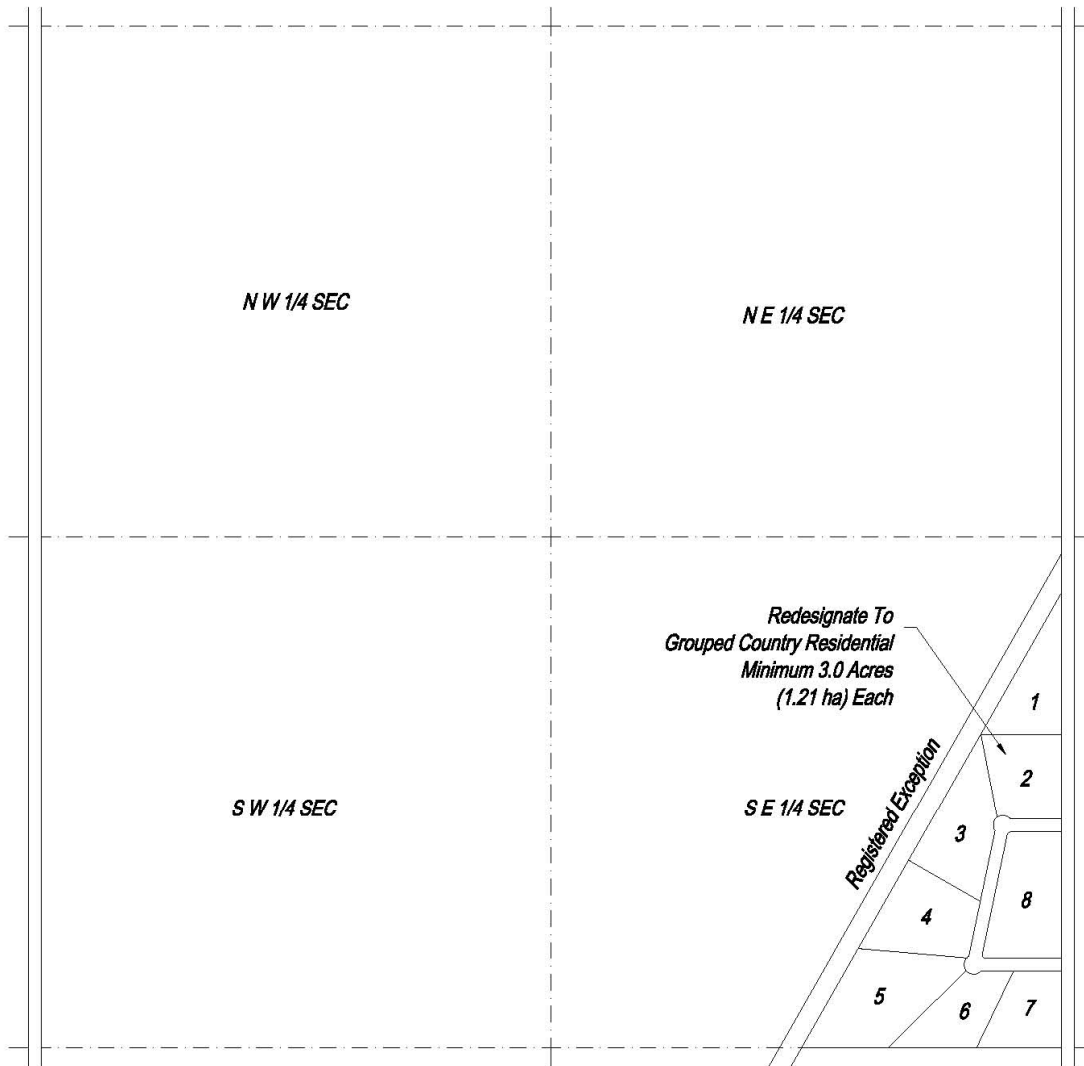 N W 1/4 SEC
N E 1/4 SEC
Redesignate To
Grouped Country Residential
Minimum 3.0 Acres
(1.21 ha) Each
1
2
Registered Exception
S W 1/4 SEC
S E 1/4 SEC
3
8
4
5
6
7